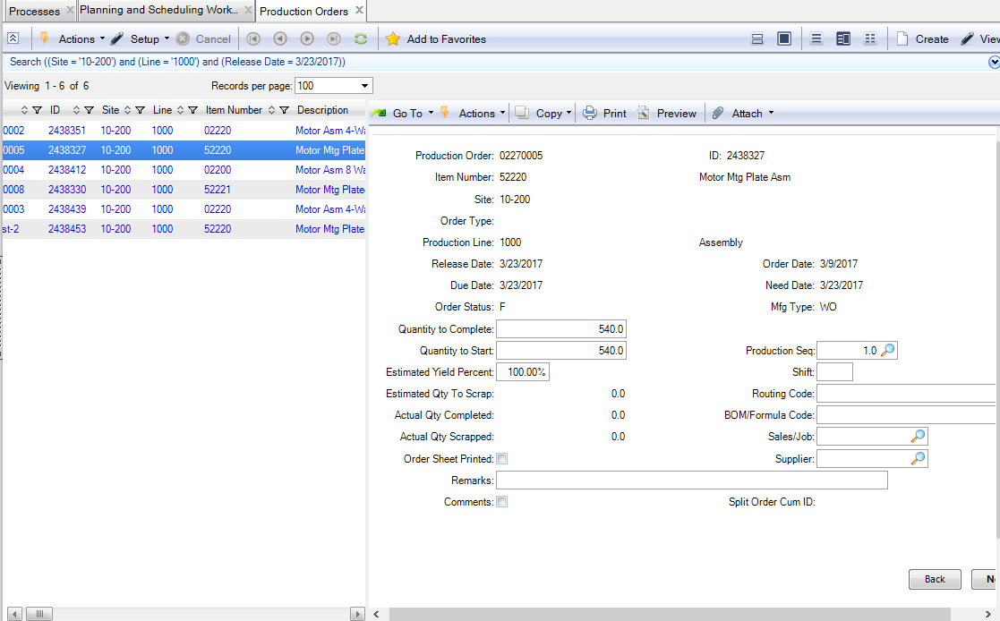 Processes Planning and Scheduling Work... Production Orders
Actions Setup Cancel Add to Favorites Create View
Search ((Site = '10-200') and (Line = '1000') and (Release Date = 3/23/2017))
Viewing 1 - 6 of 6 Records per page: 100
ID Site Line Item Number Description
0002 2438351 10-200 1000 02220 Motor Asm 4-Wa
0005 2438327 10-200 1000 52220 Motor Mtg Plate
0004 2438412 10-200 1000 02200 Motor Asm 8 Wa
0008 2438330 10-200 1000 52221 Motor Mtg Plate
0003 2438439 10-200 1000 02220 Motor Asm 4-Wa
st-2 2438453 10-200 1000 52220 Motor Mtg Plate
Go To Actions Copy Print Preview Attach
Production Order: 02270005 ID: 2438327
Item Number: 52220 Motor Mtg Plate Asm
Site: 10-200
Order Type:
Production Line: 1000 Assembly
Release Date: 3/23/2017 Order Date: 3/9/2017
Due Date: 3/23/2017 Need Date: 3/23/2017
Order Status: F Mfg Type: WO
Quantity to Complete: 540.0
Quantity to Start: 540.0 Production Seq: 1.0
Estimated Yield Percent: 100.00% Shift:
Estimated Qty To Scrap: 0.0 Routing Code:
Actual Qty Completed: 0.0 BOM/Formula Code:
Actual Qty Scrapped: 0.0 Sales/Job:
Order Sheet Printed: Supplier:
Remarks:
Comments: Split Order Cum ID:
Back N